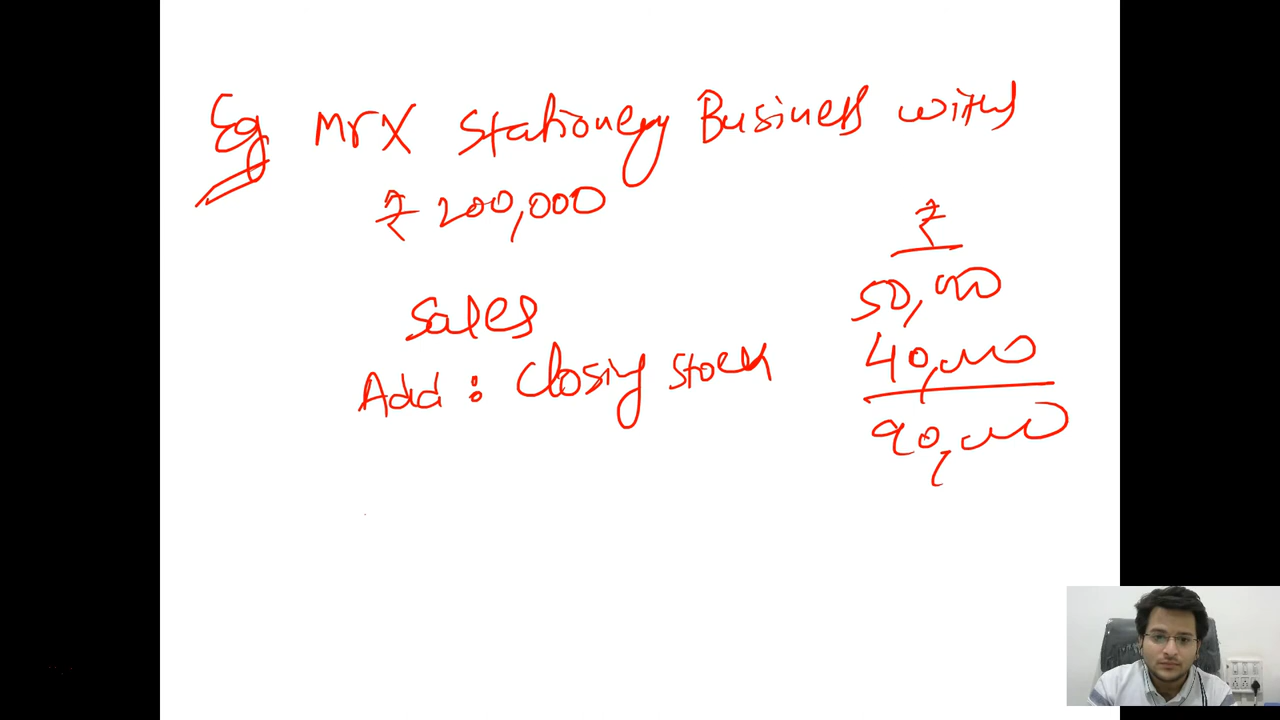 Eg Mr X Stationery Business with
₹ 200,000
₹
Sales 50,000
Add : Closing Stock 40,000
90,000